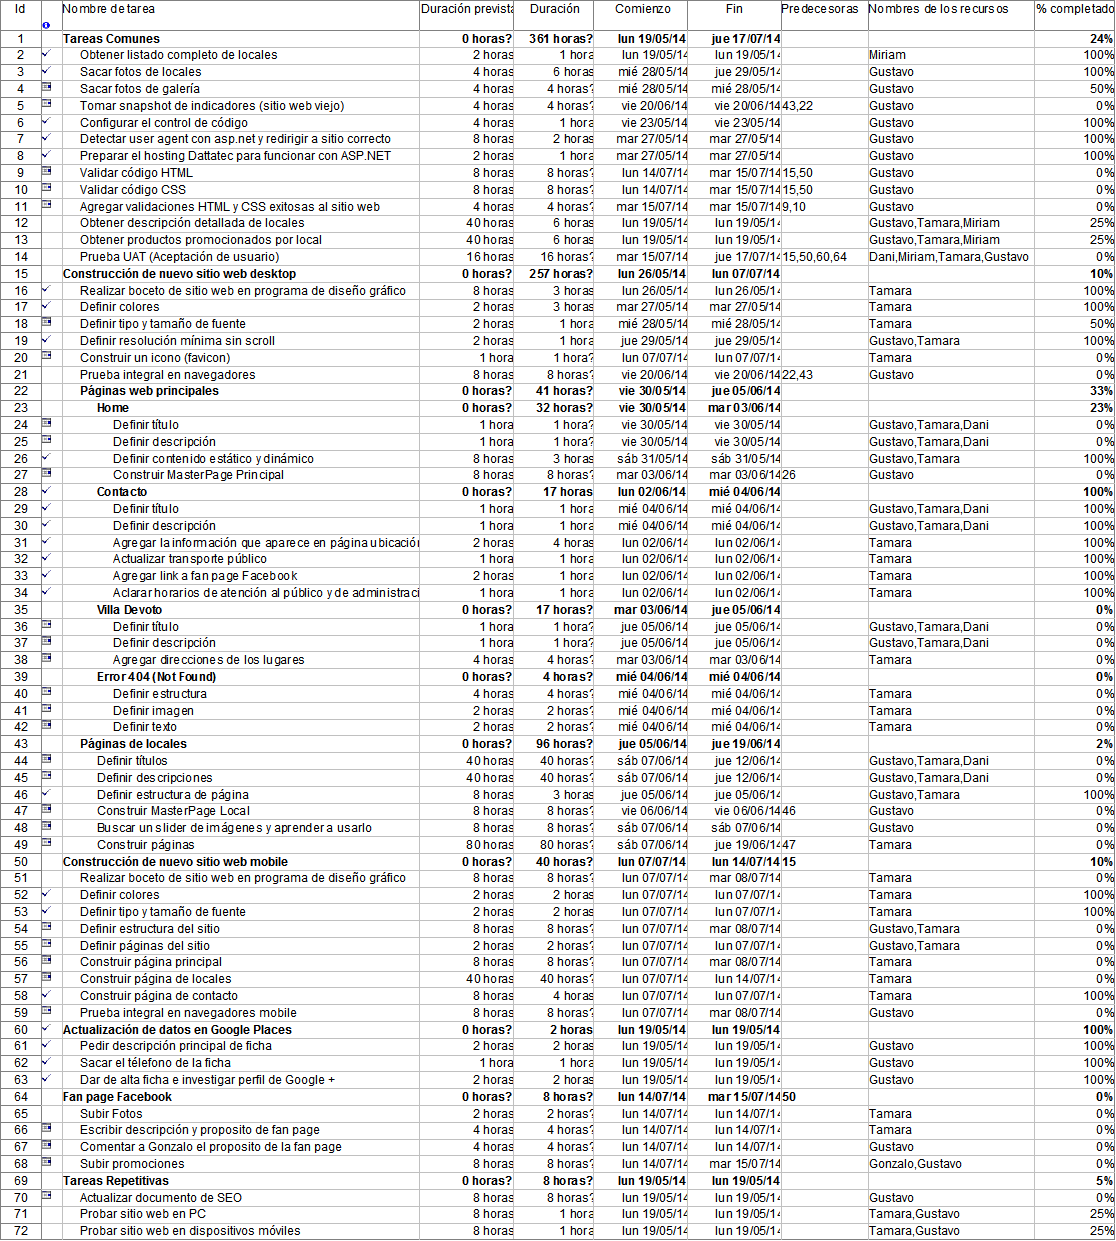 Id Nombre de tarea Duración previst Duración Comienzo Fin Predecesoras Nombres de los recursos % completado
1 Tareas Comunes 0 horas? 361 horas? lun 19/05/14 jue 17/07/14 24%
2 Obtener listado completo de locales 2 horas 1 hora lun 19/05/14 lun 19/05/14 Miriam 100%
3 Sacar fotos de locales 4 horas 6 horas mié 28/05/14 jue 29/05/14 Gustavo 100%
4 Sacar fotos de galería 4 horas 4 horas? mié 28/05/14 mié 28/05/14 Gustavo 50%
5 Tomar snapshot de indicadores (sitio web viejo) 4 horas 4 horas? vie 20/06/14 vie 20/06/14 43,22 Gustavo 0%
6 Configurar el control de código 4 horas 1 hora vie 23/05/14 vie 23/05/14 Gustavo 100%
7 Detectar user agent con asp.net y redirigir a sitio correcto 8 horas 2 horas mar 27/05/14 mar 27/05/14 Gustavo 100%
8 Preparar el hosting Dattatec para funcionar con ASP.NET 2 horas 1 hora mar 27/05/14 mar 27/05/14 Gustavo 100%
9 Validar código HTML 8 horas 8 horas? lun 14/07/14 mar 15/07/14 15,50 Gustavo 0%
10 Validar código CSS 8 horas 8 horas? lun 14/07/14 mar 15/07/14 15,50 Gustavo 0%
11 Agregar validaciones HTML y CSS exitosas al sitio web 4 horas 4 horas? mar 15/07/14 mar 15/07/14 9,10 Gustavo 0%
12 Obtener descripción detallada de locales 40 horas 6 horas lun 19/05/14 lun 19/05/14 Gustavo,Tamara,Miriam 25%
13 Obtener productos promocionados por local 40 horas 6 horas lun 19/05/14 lun 19/05/14 Gustavo,Tamara,Miriam 25%
14 Prueba UAT (Aceptación de usuario) 16 horas 16 horas? mar 15/07/14 jue 17/07/14 15,50,60,64 Dani,Miriam,Tamara,Gustavo 0%
15 Construcción de nuevo sitio web desktop 0 horas? 257 horas? lun 26/05/14 lun 07/07/14 10%
16 Realizar boceto de sitio web en programa de diseño gráfico 8 horas 3 horas lun 26/05/14 lun 26/05/14 Tamara 100%
17 Definir colores 2 horas 3 horas mar 27/05/14 mar 27/05/14 Tamara 100%
18 Definir tipo y tamaño de fuente 2 horas 1 hora mié 28/05/14 mié 28/05/14 Tamara 50%
19 Definir resolución mínima sin scroll 2 horas 1 hora jue 29/05/14 jue 29/05/14 Gustavo,Tamara 100%
20 Construir un icono (favicon) 1 hora 1 hora? lun 07/07/14 lun 07/07/14 Tamara 0%
21 Prueba integral en navegadores 8 horas 8 horas? vie 20/06/14 vie 20/06/14 22,43 Gustavo 0%
22 Páginas web principales 0 horas? 41 horas? vie 30/05/14 jue 05/06/14 33%
23 Home 0 horas? 32 horas? vie 30/05/14 mar 03/06/14 23%
24 Definir título 1 hora 1 hora? vie 30/05/14 vie 30/05/14 Gustavo,Tamara,Dani 0%
25 Definir descripción 1 hora 1 hora? vie 30/05/14 vie 30/05/14 Gustavo,Tamara,Dani 0%
26 Definir contenido estático y dinámico 8 horas 3 horas sáb 31/05/14 sáb 31/05/14 Gustavo,Tamara 100%
27 Construir MasterPage Principal 8 horas 8 horas? mar 03/06/14 mar 03/06/14 26 Gustavo 0%
28 Contacto 0 horas? 17 horas lun 02/06/14 mié 04/06/14 100%
29 Definir título 1 hora 1 hora mié 04/06/14 mié 04/06/14 Gustavo,Tamara,Dani 100%
30 Definir descripción 1 hora 1 hora mié 04/06/14 mié 04/06/14 Gustavo,Tamara,Dani 100%
31 Agregar la información que aparece en página ubicación 2 horas 4 horas lun 02/06/14 lun 02/06/14 Tamara 100%
32 Actualizar transporte público 1 hora 1 hora lun 02/06/14 lun 02/06/14 Tamara 100%
33 Agregar link a fan page Facebook 2 horas 1 hora lun 02/06/14 lun 02/06/14 Tamara 100%
34 Aclarar horarios de atención al público y de administraci 1 hora 1 hora lun 02/06/14 lun 02/06/14 Tamara 100%
35 Villa Devoto 0 horas? 17 horas? mar 03/06/14 jue 05/06/14 0%
36 Definir título 1 hora 1 hora? jue 05/06/14 jue 05/06/14 Gustavo,Tamara,Dani 0%
37 Definir descripción 1 hora 1 hora? jue 05/06/14 jue 05/06/14 Gustavo,Tamara,Dani 0%
38 Agregar direcciones de los lugares 4 horas 4 horas? mar 03/06/14 mar 03/06/14 Tamara 0%
39 Error 404 (Not Found) 0 horas? 4 horas? mié 04/06/14 mié 04/06/14 0%
40 Definir estructura 4 horas 4 horas? mié 04/06/14 mié 04/06/14 Tamara 0%
41 Definir imagen 2 horas 2 horas? mié 04/06/14 mié 04/06/14 Tamara 0%
42 Definir texto 2 horas 2 horas? mié 04/06/14 mié 04/06/14 Tamara 0%
43 Páginas de locales 0 horas? 96 horas? jue 05/06/14 jue 19/06/14 2%
44 Definir títulos 40 horas 40 horas? sáb 07/06/14 jue 12/06/14 Gustavo,Tamara,Dani 0%
45 Definir descripciones 40 horas 40 horas? sáb 07/06/14 jue 12/06/14 Gustavo,Tamara,Dani 0%
46 Definir estructura de página 8 horas 3 horas jue 05/06/14 jue 05/06/14 Gustavo,Tamara 100%
47 Construir MasterPage Local 8 horas 8 horas? vie 06/06/14 vie 06/06/14 46 Gustavo 0%
48 Buscar un slider de imágenes y aprender a usarlo 8 horas 8 horas? sáb 07/06/14 sáb 07/06/14 Gustavo 0%
49 Construir páginas 80 horas 80 horas? sáb 07/06/14 jue 19/06/14 47 Tamara 0%
50 Construcción de nuevo sitio web mobile 0 horas? 40 horas? lun 07/07/14 lun 14/07/14 15 10%
51 Realizar boceto de sitio web en programa de diseño gráfico 8 horas 8 horas? lun 07/07/14 mar 08/07/14 Tamara 0%
52 Definir colores 2 horas 2 horas lun 07/07/14 lun 07/07/14 Tamara 100%
53 Definir tipo y tamaño de fuente 2 horas 2 horas lun 07/07/14 lun 07/07/14 Tamara 100%
54 Definir estructura del sitio 8 horas 8 horas? lun 07/07/14 mar 08/07/14 Gustavo,Tamara 0%
55 Definir páginas del sitio 2 horas 2 horas? lun 07/07/14 lun 07/07/14 Gustavo,Tamara 0%
56 Construir página principal 8 horas 8 horas? lun 07/07/14 mar 08/07/14 Tamara 0%
57 Construir página de locales 40 horas 40 horas? lun 07/07/14 lun 14/07/14 Tamara 0%
58 Construir página de contacto 8 horas 4 horas lun 07/07/14 lun 07/07/14 Tamara 100%
59 Prueba integral en navegadores mobile 8 horas 8 horas? lun 07/07/14 mar 08/07/14 Gustavo 0%
60 Actualización de datos en Google Places 0 horas? 2 horas lun 19/05/14 lun 19/05/14 100%
61 Pedir descripción principal de ficha 2 horas 2 horas lun 19/05/14 lun 19/05/14 Gustavo 100%
62 Sacar el télefono de la ficha 1 hora 1 hora lun 19/05/14 lun 19/05/14 Gustavo 100%
63 Dar de alta ficha e investigar perfil de Google + 2 horas 2 horas lun 19/05/14 lun 19/05/14 Gustavo 100%
64 Fan page Facebook 0 horas? 8 horas? lun 14/07/14 mar 15/07/14 50 0%
65 Subir Fotos 2 horas 2 horas? lun 14/07/14 lun 14/07/14 Tamara 0%
66 Escribir descripción y proposito de fan page 4 horas 4 horas? lun 14/07/14 lun 14/07/14 Tamara 0%
67 Comentar a Gonzalo el proposito de la fan page 4 horas 4 horas? lun 14/07/14 lun 14/07/14 Gustavo 0%
68 Subir promociones 8 horas 8 horas? lun 14/07/14 mar 15/07/14 Gonzalo,Gustavo 0%
69 Tareas Repetitivas 0 horas? 8 horas? lun 19/05/14 lun 19/05/14 5%
70 Actualizar documento de SEO 8 horas 8 horas? lun 19/05/14 lun 19/05/14 Gustavo 0%
71 Probar sitio web en PC 8 horas 1 hora lun 19/05/14 lun 19/05/14 Tamara,Gustavo 25%
72 Probar sitio web en dispositivos móviles 8 horas 1 hora lun 19/05/14 lun 19/05/14 Tamara,Gustavo 25%